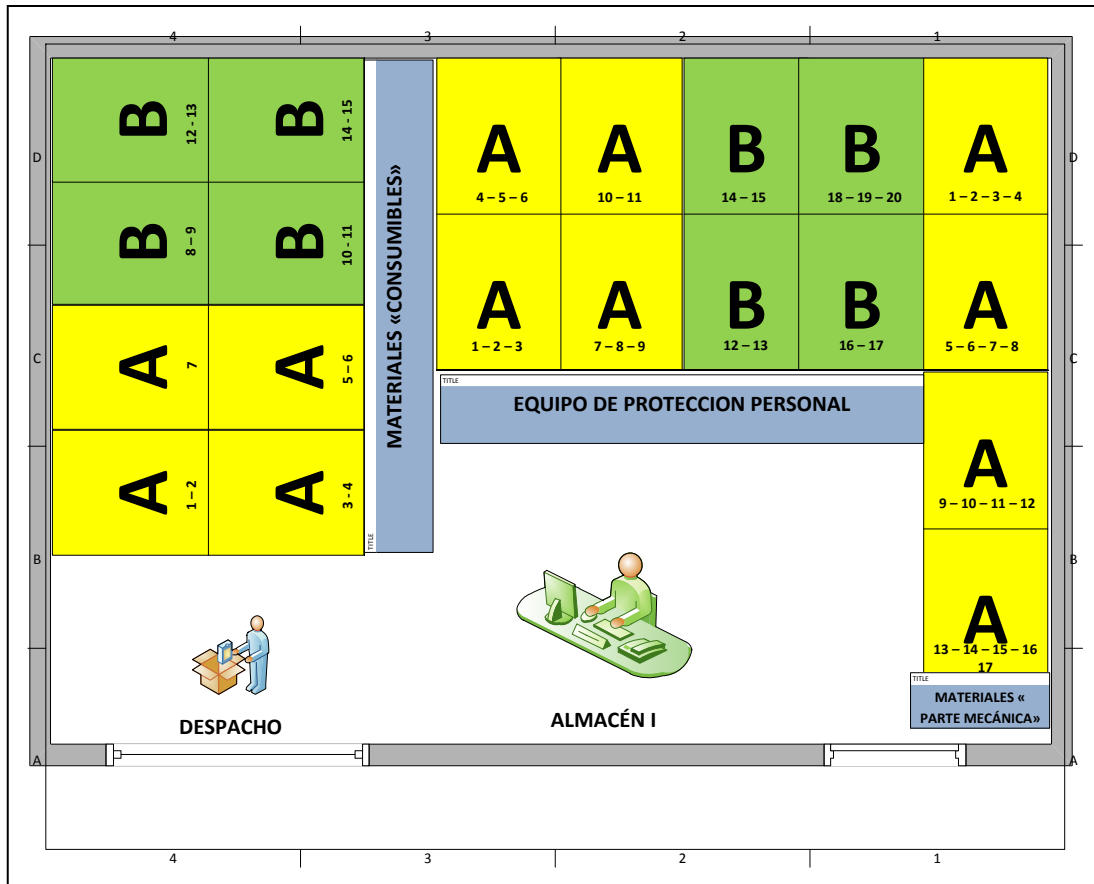 4 3 2 1
D
C
B
A
B
12 - 13
B
14 - 15
B
8 – 9
B
10 - 11
A
7
A
5 – 6
A
1 – 2
A
3 - 4
TITLE
MATERIALES «CONSUMIBLES»
A
4 – 5 – 6
A
10 – 11
B
14 – 15
B
18 – 19 – 20
A
1 – 2 – 3 – 4
A
1 – 2 – 3
A
7 – 8 – 9
B
12 – 13
B
16 – 17
A
5 – 6 – 7 – 8
TITLE
EQUIPO DE PROTECCION PERSONAL
A
9 – 10 – 11 – 12
A
13 – 14 – 15 – 16
17
TITLE
MATERIALES «
PARTE MECÁNICA»
DESPACHO
ALMACÉN I
D
C
B
A
4 3 2 1